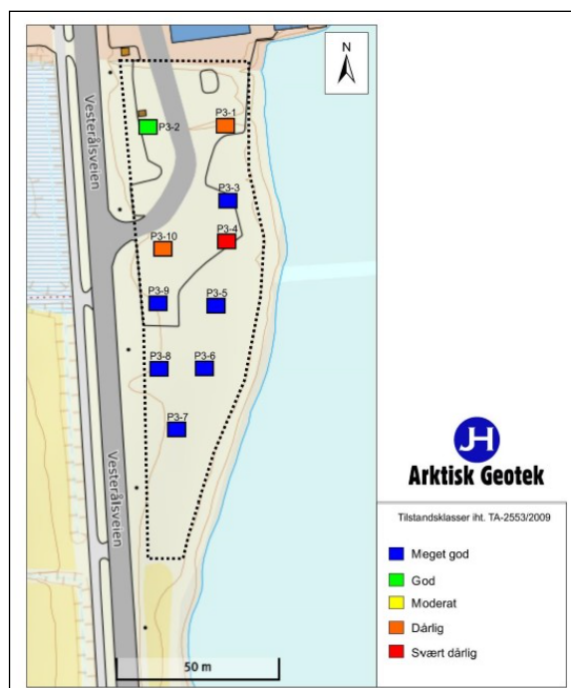 N
Vesterålsveien
P3-1
P3-2
P3-3
P3-4
P3-10
P3-9
P3-5
P3-8
P3-6
P3-7
Vesterålsveien
50 m
JH
Arktisk Geotek
Tilstandsklasser iht. TA-2553/2009
Meget god
God
Moderat
Dårlig
Svært dårlig